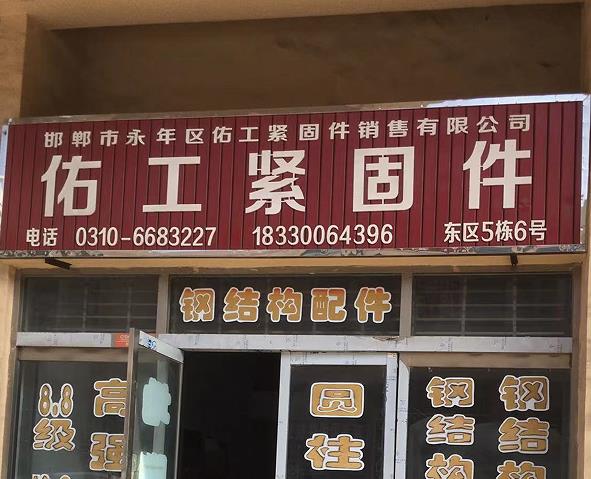 邯郸市永年区佑工紧固件销售有限公司
佑工紧固件
电话 0310-6683227 18330064396 东区5栋6号
钢结构配件
8.8级
高强
圆柱
钢结构
钢结构